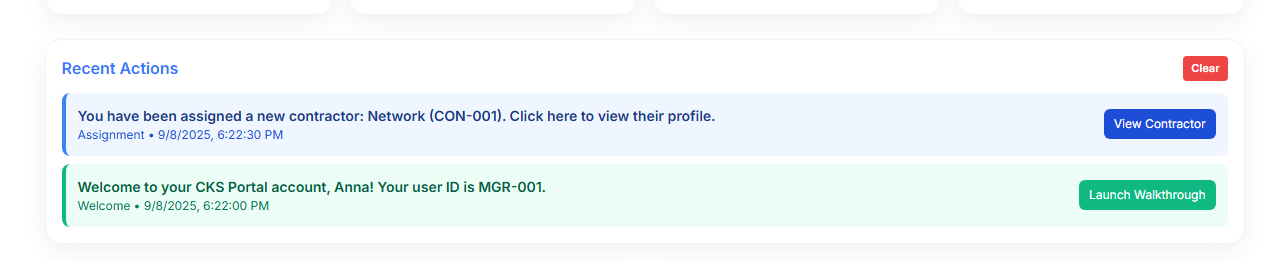 Recent Actions
Clear
You have been assigned a new contractor: Network (CON-001). Click here to view their profile.
Assignment • 9/8/2025, 6:22:30 PM
View Contractor
Welcome to your CKS Portal account, Anna! Your user ID is MGR-001.
Welcome • 9/8/2025, 6:22:00 PM
Launch Walkthrough